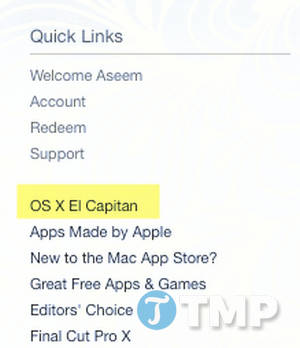 Quick Links
Welcome Aseem
Account
Redeem
Support
OS X El Capitan
Apps Made by Apple
New to the Mac App Store?
Great Free Apps & Games
Editors' Choice
TMP
Final Cut Pro X